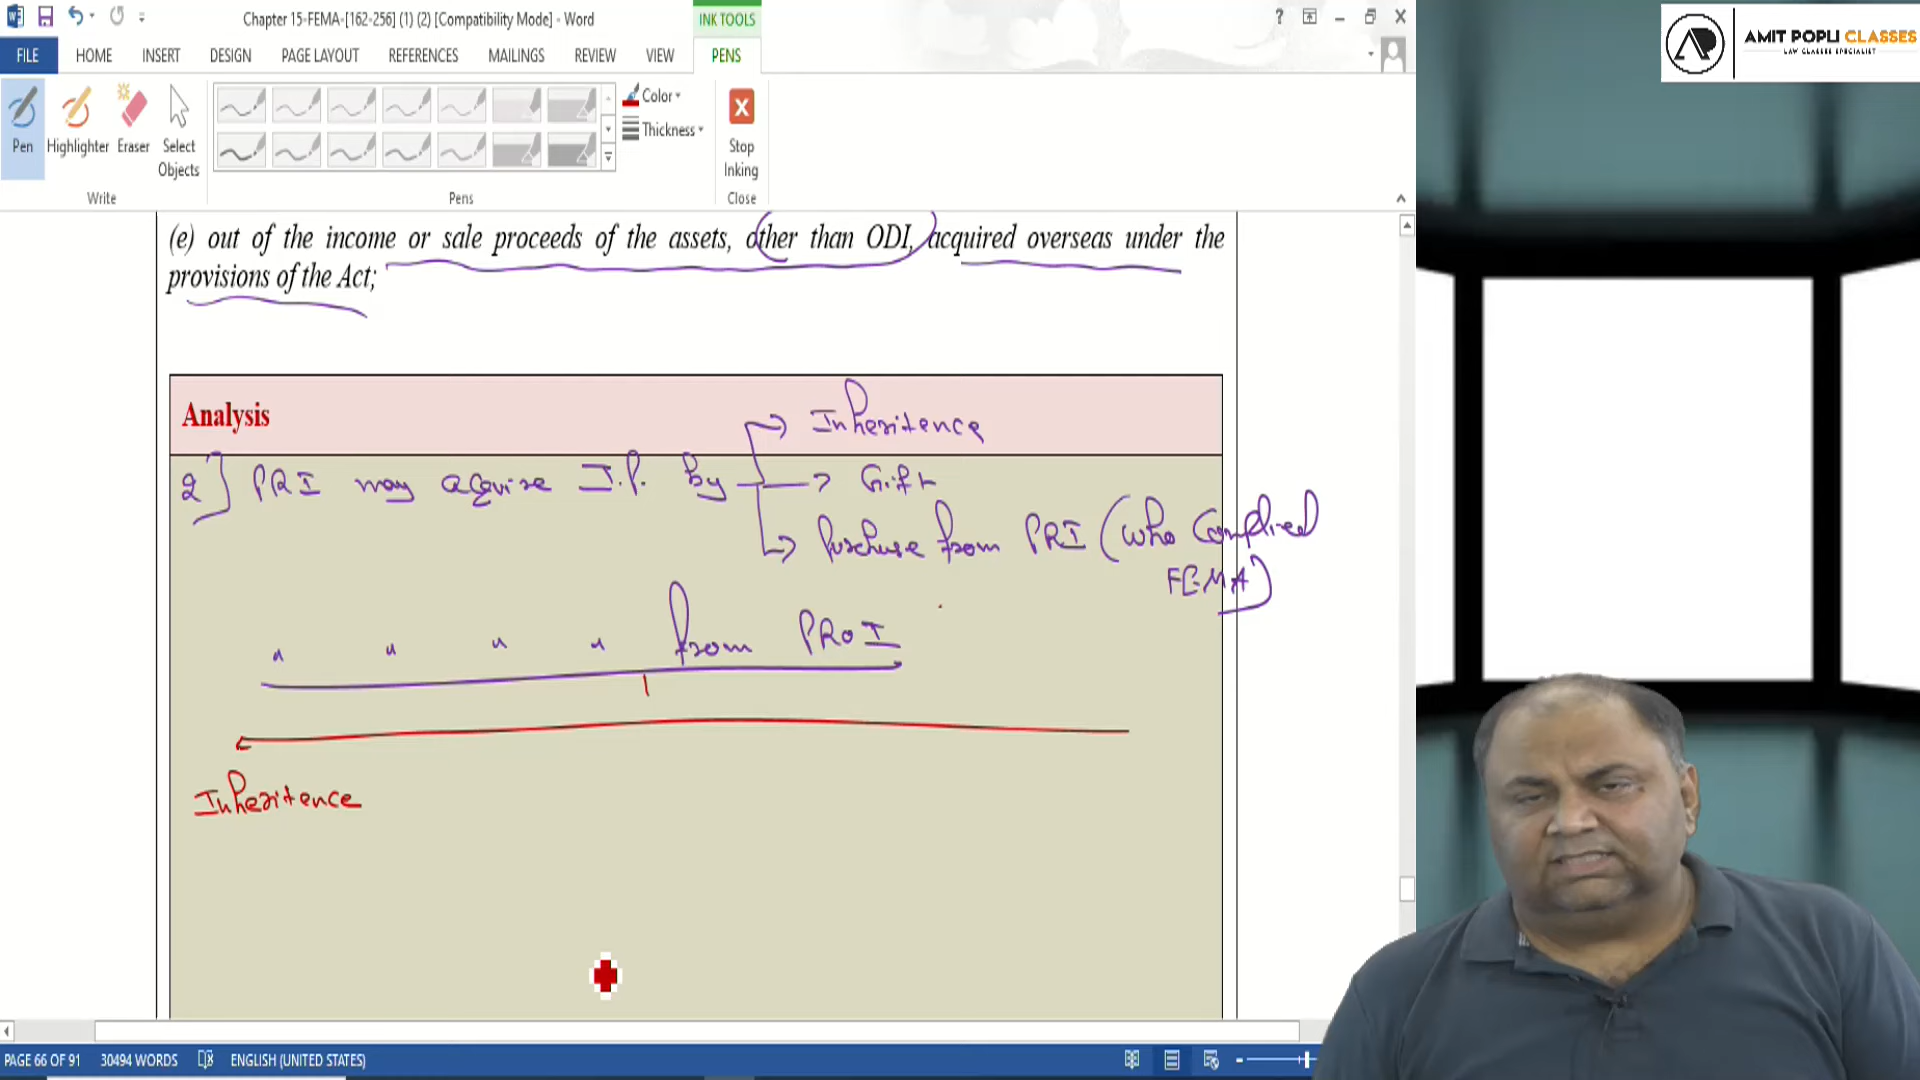 Chapter 15-FEMA-[162-256] (1) (2) [Compatibility Mode] - Word
INK TOOLS
FILE HOME INSERT DESIGN PAGE LAYOUT REFERENCES MAILINGS REVIEW VIEW PENS
AMIT POPLI CLASSES
LAW CLASSES SPECIALIST
Pen Highlighter Eraser Select Objects
Color
Thickness
Stop Inking
Write Pens Close
(e) out of the income or sale proceeds of the assets, other than ODI, acquired overseas under the
provisions of the Act;
Analysis
Inheritence
2] PRI may aqcuire I.P. by
Gift
Purchase from PRI (who Complied
FEMA)
" " " " from PROI
Inheritence
PAGE 66 OF 91 30494 WORDS ENGLISH (UNITED STATES)